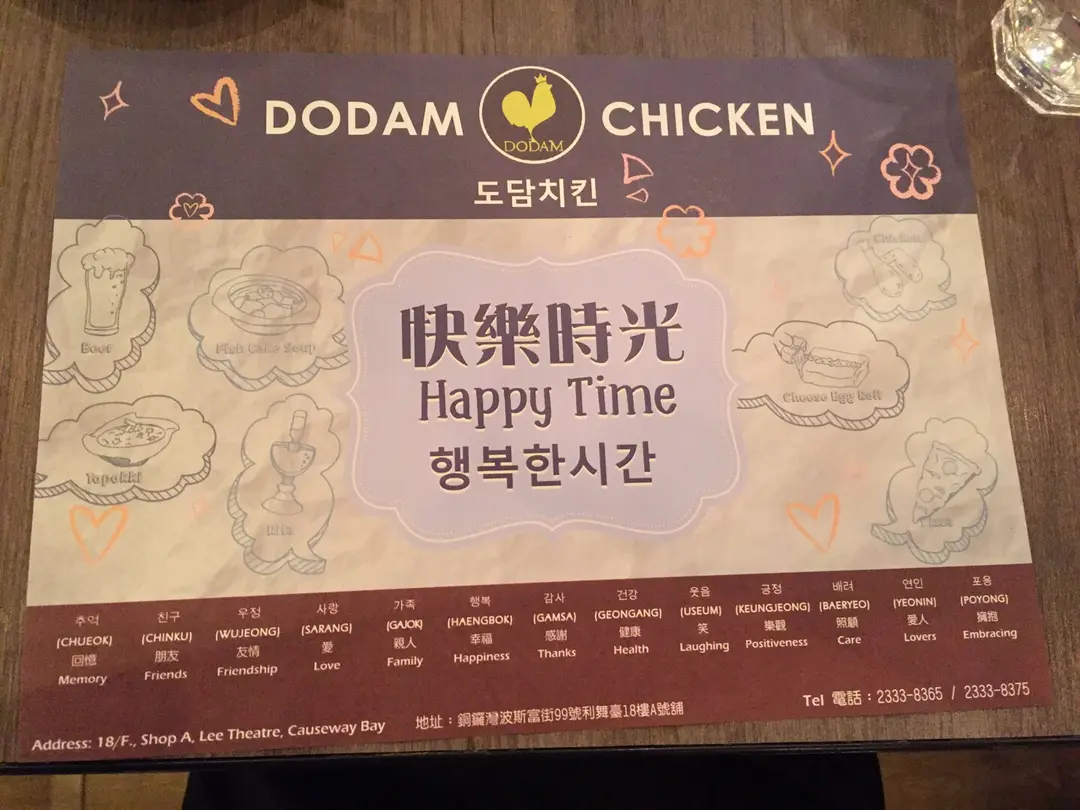 DODAM CHICKEN
DODAM
도담치킨
Chicken
Beer
Fish Cake Soup
快樂時光
Happy Time
행복한시간
Cheese Egg Roll
Topokki
Pizza
추억 친구 우정 사랑 가족 행복 감사 건강 웃음 긍정 배려 연인 포용
(CHUEOK) (CHINKU) (WUJEONG) (SARANG) (GAJOK) (HAENGBOK) (GAMSA) (GEONGANG) (USEUM) (KEUNGJEONG) (BAERYEO) (YEONIN) (POYONG)
回憶 朋友 友情 愛 親人 幸福 感謝 健康 笑 樂觀 照顧 愛人 擁抱
Memory Friends Friendship Love Family Happiness Thanks Health Laughing Positiveness Care Lovers Embracing
Address: 18/F., Shop A, Lee Theatre, Causeway Bay
地址：銅鑼灣波斯富街99號利舞臺18樓A號舖
Tel 電話：2333-8365 / 2333-8375